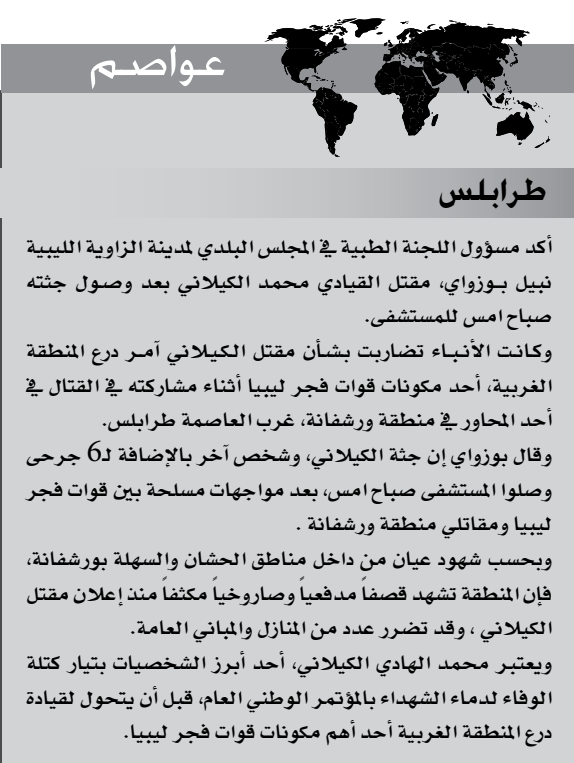 عواصم
طرابلس
أكد مسؤول اللجنة الطبية في المجلس البلدي لمدينة الزاوية الليبية
نبيل بوزواي، مقتل القيادي محمد الكيلاني بعد وصول جثته
صباح امس للمستشفى.
وكانت الأنباء تضاربت بشأن مقتل الكيلاني آمر درع المنطقة
الغربية، أحد مكونات قوات فجر ليبيا أثناء مشاركته في القتال في
أحد المحاور في منطقة ورشفانة، غرب العاصمة طرابلس.
وقال بوزواي إن جثة الكيلاني، وشخص آخر بالإضافة لـ6 جرحى
وصلوا المستشفى صباح امس، بعد مواجهات مسلحة بين قوات فجر
ليبيا ومقاتلي منطقة ورشفانة .
وبحسب شهود عيان من داخل مناطق الحشان والسهلة بورشفانة،
فإن المنطقة تشهد قصفاً مدفعياً وصاروخياً مكثفاً منذ إعلان مقتل
الكيلاني ، وقد تضرر عدد من المنازل والمباني العامة.
ويعتبر محمد الهادي الكيلاني، أحد أبرز الشخصيات بتيار كتلة
الوفاء لدماء الشهداء بالمؤتمر الوطني العام، قبل أن يتحول لقيادة
درع المنطقة الغربية أحد أهم مكونات قوات فجر ليبيا.